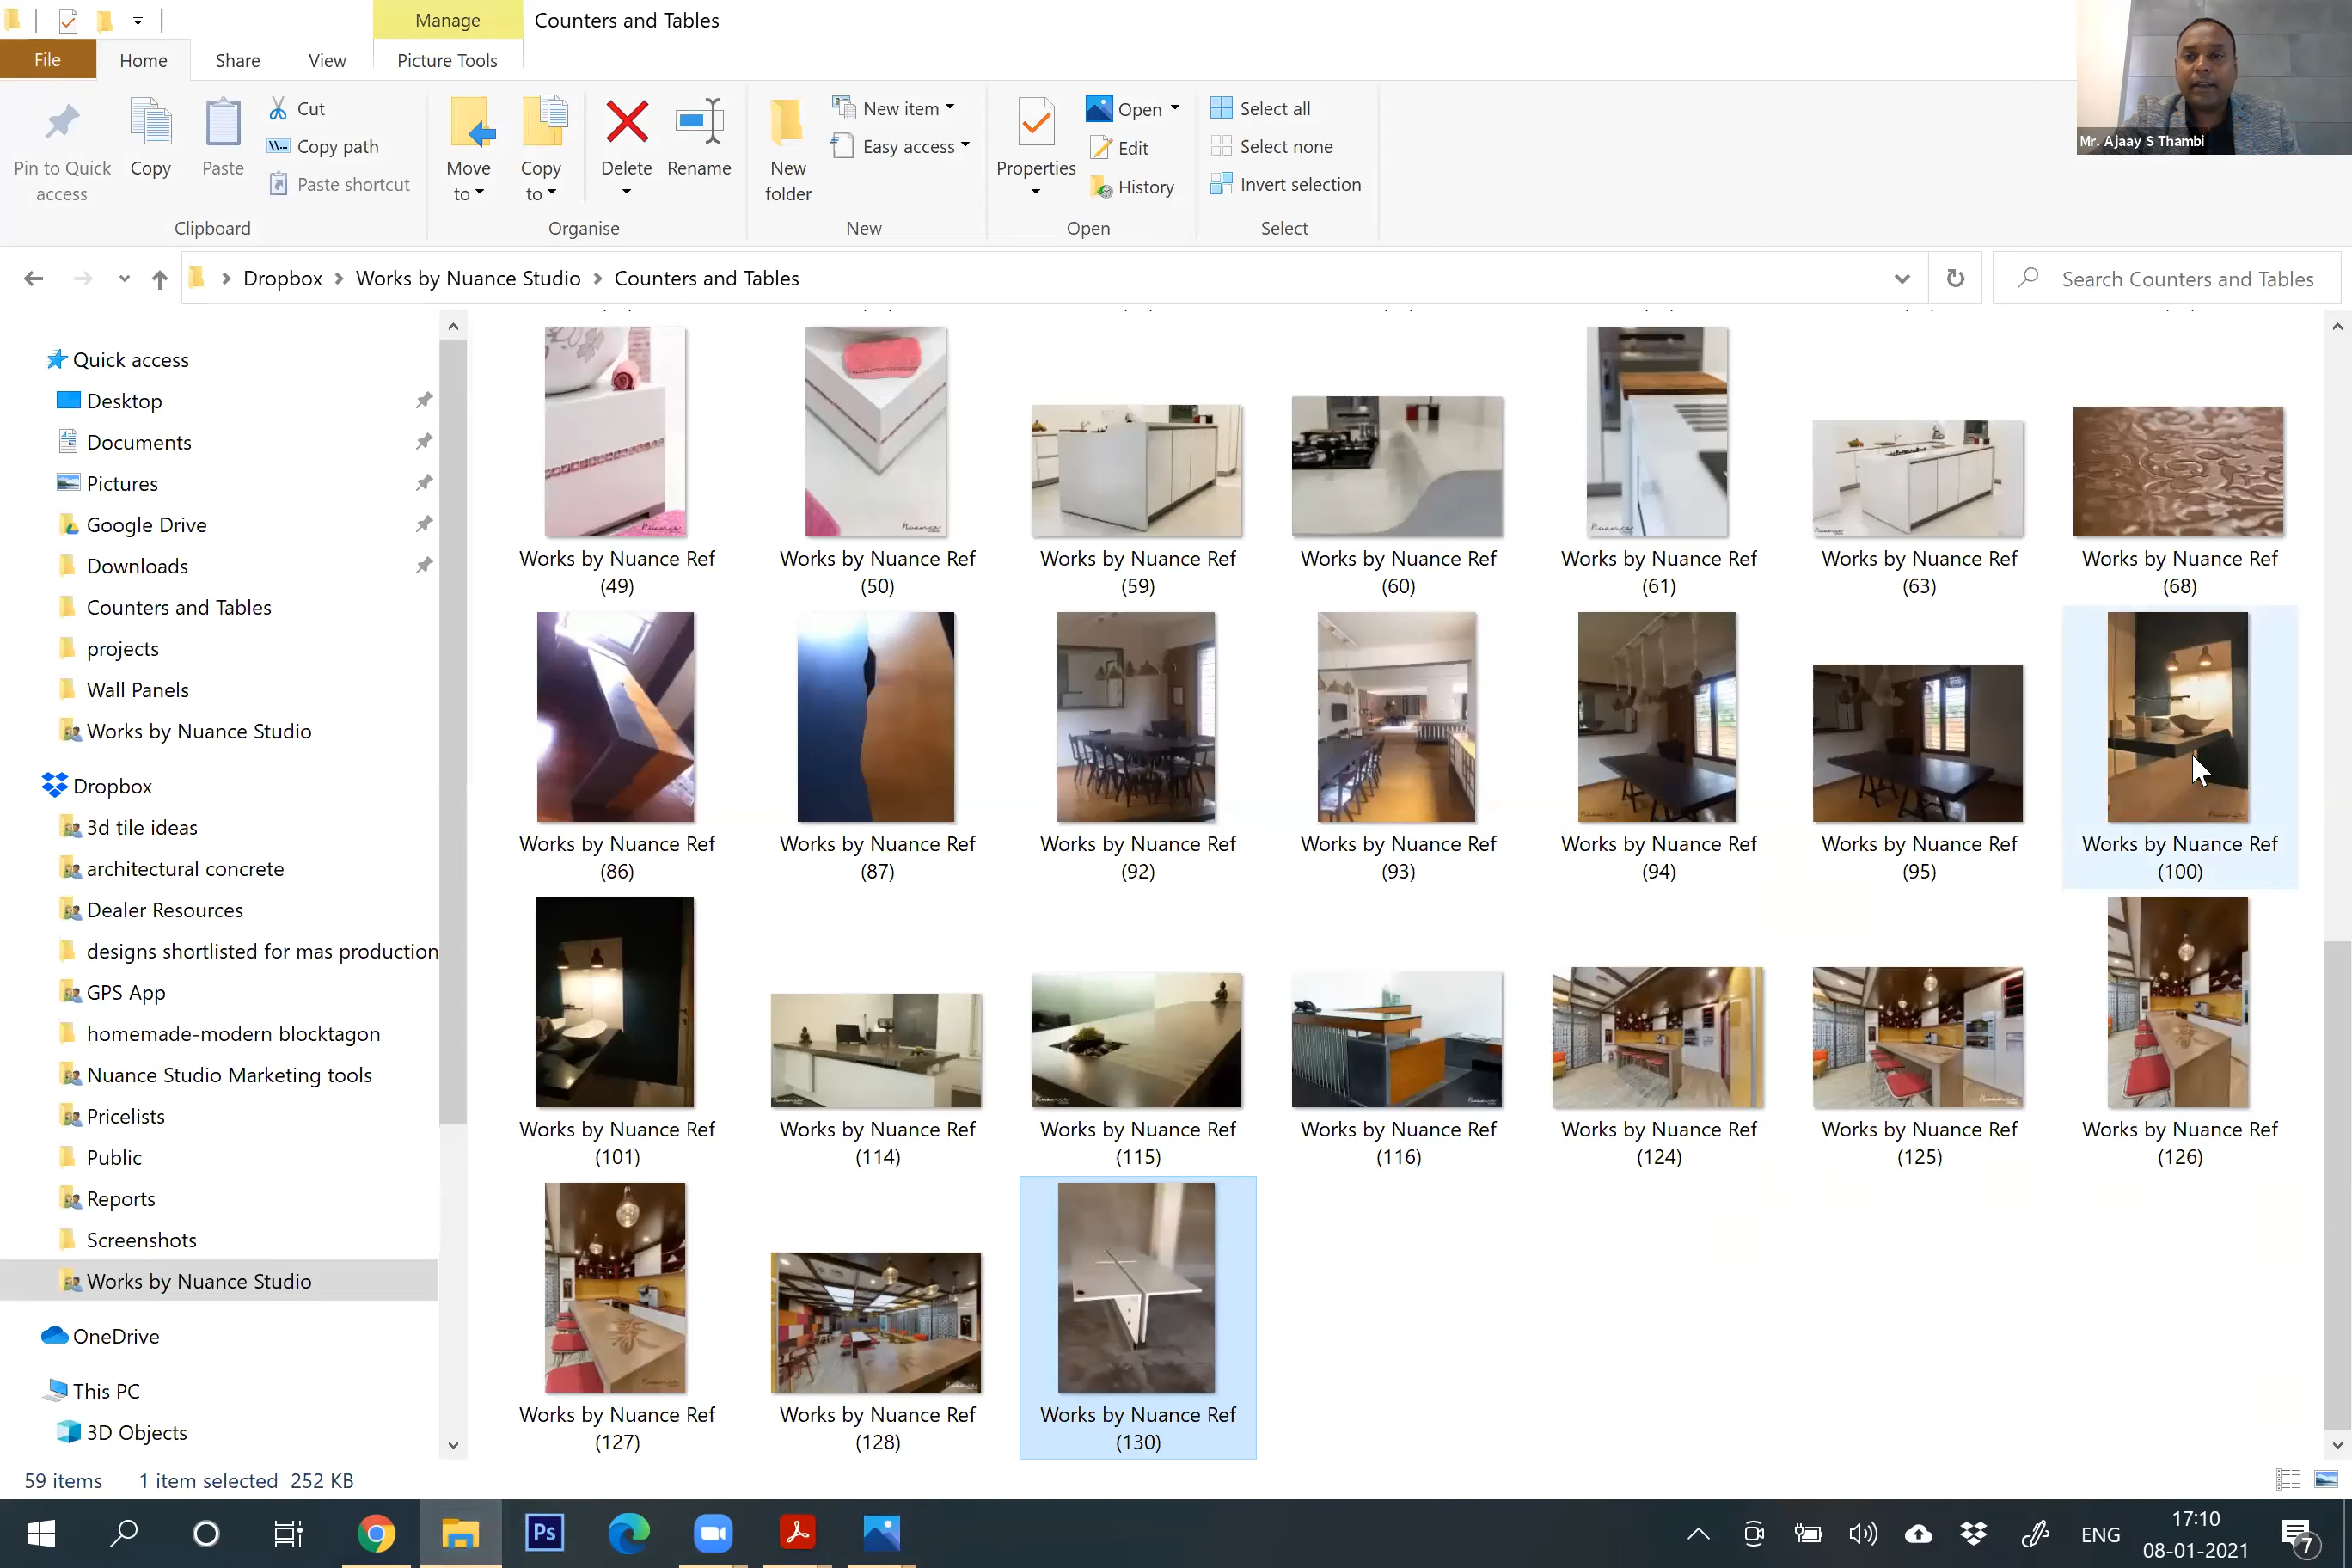 Manage
Counters and Tables
File
Home
Share
View
Picture Tools
Mr. Ajaay S Thambi
Pin to Quick access
Copy
Paste
Cut
Copy path
Paste shortcut
Clipboard
Move to
Copy to
Delete
Rename
Organise
New folder
New item
Easy access
New
Properties
Open
Edit
History
Open
Select all
Select none
Invert selection
Select
Dropbox
Works by Nuance Studio
Counters and Tables
Search Counters and Tables
Quick access
Desktop
Documents
Pictures
Google Drive
Downloads
Counters and Tables
projects
Wall Panels
Works by Nuance Studio
Dropbox
3d tile ideas
architectural concrete
Dealer Resources
designs shortlisted for mas production
GPS App
homemade-modern blocktagon
Nuance Studio Marketing tools
Pricelists
Public
Reports
Screenshots
Works by Nuance Studio
OneDrive
This PC
3D Objects
Works by Nuance Ref (49)
Works by Nuance Ref (50)
Works by Nuance Ref (59)
Works by Nuance Ref (60)
Works by Nuance Ref (61)
Works by Nuance Ref (63)
Works by Nuance Ref (68)
Works by Nuance Ref (86)
Works by Nuance Ref (87)
Works by Nuance Ref (92)
Works by Nuance Ref (93)
Works by Nuance Ref (94)
Works by Nuance Ref (95)
Works by Nuance Ref (100)
Works by Nuance Ref (101)
Works by Nuance Ref (114)
Works by Nuance Ref (115)
Works by Nuance Ref (116)
Works by Nuance Ref (124)
Works by Nuance Ref (125)
Works by Nuance Ref (126)
Works by Nuance Ref (127)
Works by Nuance Ref (128)
Works by Nuance Ref (130)
59 items
1 item selected 252 KB
Ps
ENG
17:10
08-01-2021
7